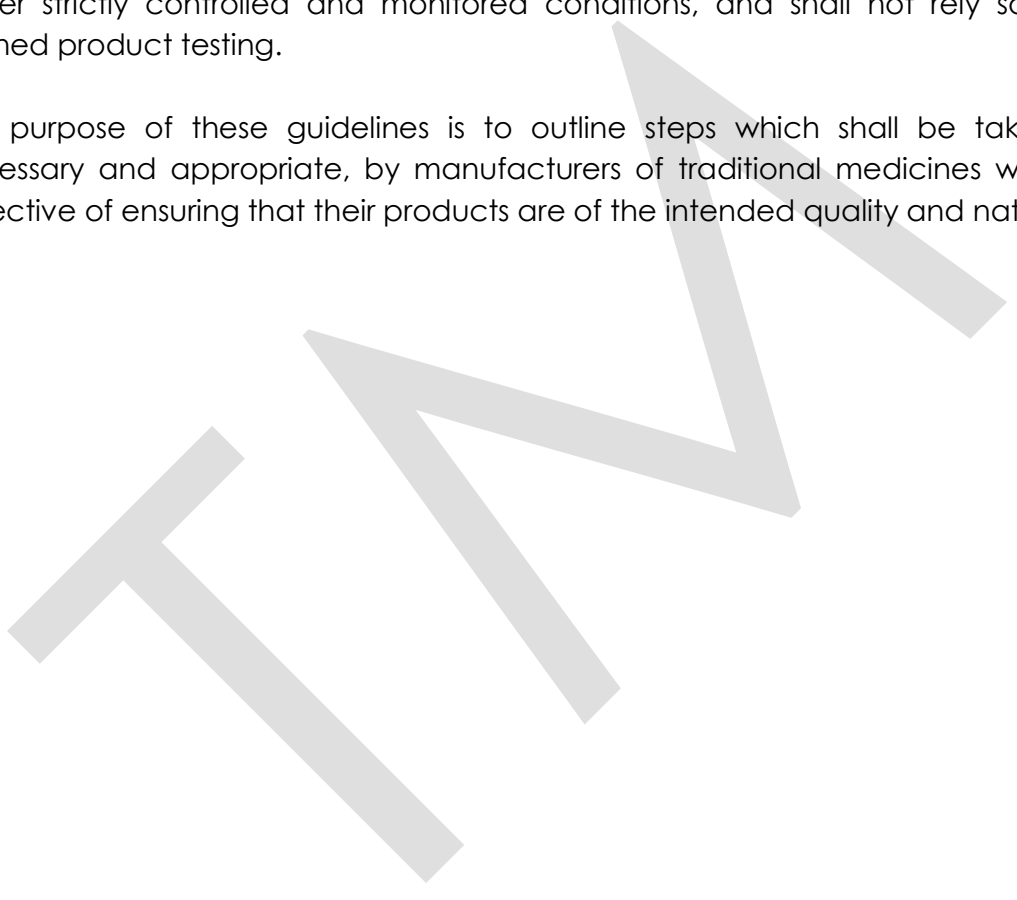 er strictly controlled and monitored conditions, and shall not rely so
ned product testing.
purpose of these guidelines is to outline steps which shall be tak
essary and appropriate, by manufacturers of traditional medicines w
ective of ensuring that their products are of the intended quality and nat
TM